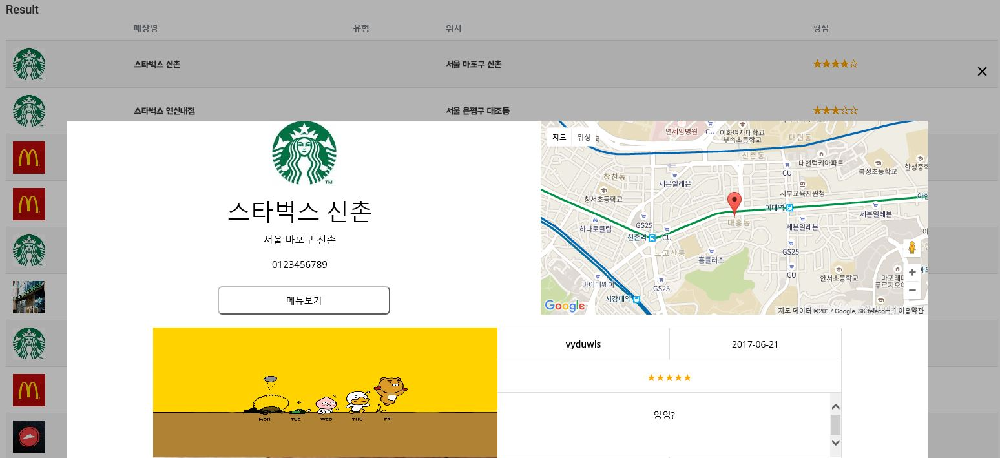 Result
매장명 유형 위치 평점
스타벅스 신촌 서울 마포구 신촌 ★★★★☆
스타벅스 연신내점 서울 은평구 대조동 ★★★☆☆
스타벅스 신촌
서울 마포구 신촌
0123456789
메뉴보기
지도 위성
연세암병원
CU
이화여자대학교
부속초등학교
대현동
신촌동
대현럭키아파트
CU
북성초등학교
한성중학
창천동
세븐일레븐
서부교육지원청
창서초등학교
이대역
세븐일레븐
대흥동
GS25
세븐일레븐
하나로클럽
신촌역
CU
노고산동
홈플러스
GS25
CU
한서초등학교
바이더웨이
GS25
서강대역
마포래미
푸르지오
Google
지도 데이터 ©2017 Google, SK telecom 이용약관
vyduwls 2017-06-21
★★★★★
MON TUE WED THU FRI
잉잉?